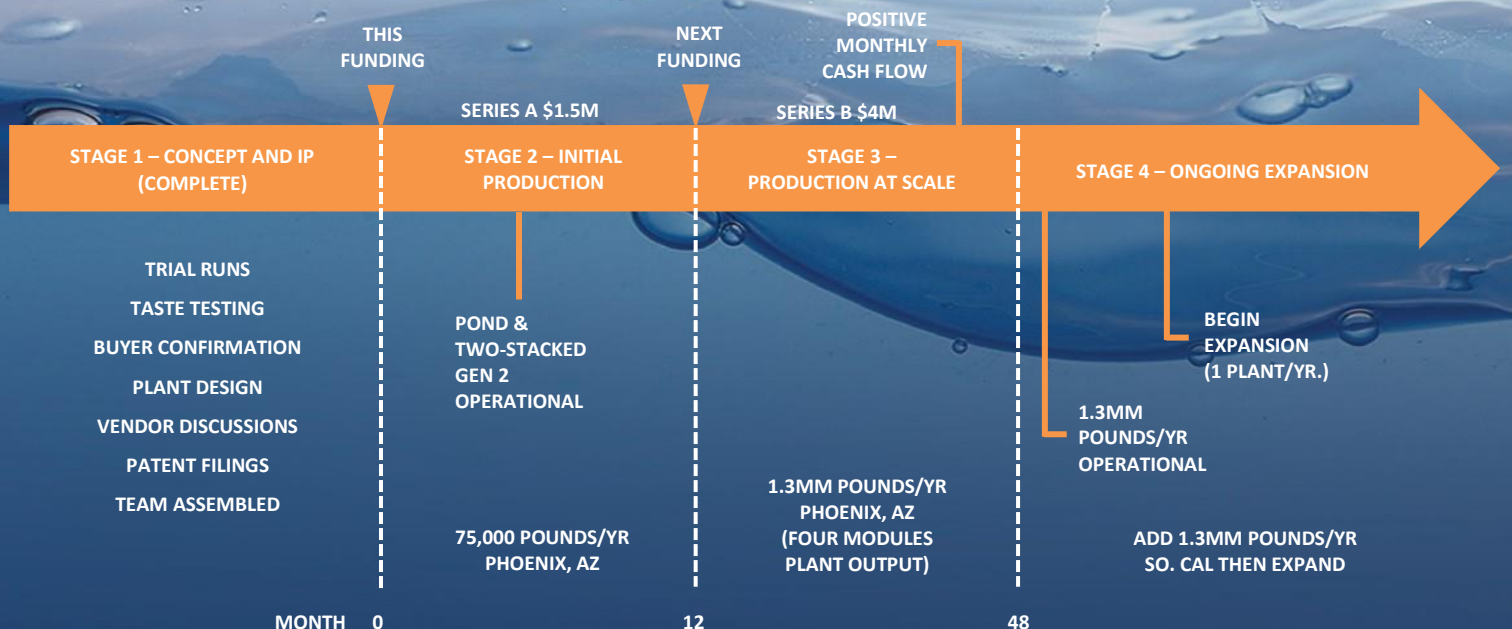 THIS
FUNDING
NEXT
FUNDING
POSITIVE
MONTHLY
CASH FLOW
SERIES A $1.5M
SERIES B $4M
STAGE 1 – CONCEPT AND IP
(COMPLETE)
STAGE 2 – INITIAL
PRODUCTION
STAGE 3 –
PRODUCTION AT SCALE
STAGE 4 – ONGOING EXPANSION
TRIAL RUNS
TASTE TESTING
BUYER CONFIRMATION
PLANT DESIGN
VENDOR DISCUSSIONS
PATENT FILINGS
TEAM ASSEMBLED
POND &
TWO-STACKED
GEN 2
OPERATIONAL
75,000 POUNDS/YR
PHOENIX, AZ
1.3MM POUNDS/YR
PHOENIX, AZ
(FOUR MODULES
PLANT OUTPUT)
1.3MM
POUNDS/YR
OPERATIONAL
BEGIN
EXPANSION
(1 PLANT/YR.)
ADD 1.3MM POUNDS/YR
SO. CAL THEN EXPAND
MONTH 0 12 48